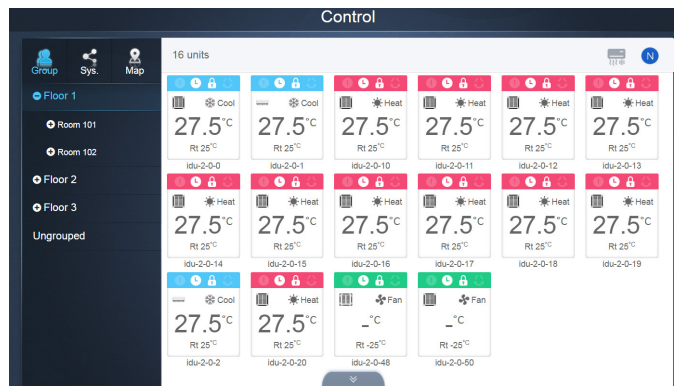 Control
Group Sys. Map
16 units
N
Floor 1
Room 101
Room 102
Floor 2
Floor 3
Ungrouped
Cool Cool Heat Heat Heat Heat
27.5°C 27.5°C 27.5°C 27.5°C 27.5°C 27.5°C
Rt 25°C Rt 25°C Rt 25°C Rt 25°C Rt 25°C Rt 25°C
idu-2-0-0 idu-2-0-1 idu-2-0-10 idu-2-0-11 idu-2-0-12 idu-2-0-13
Heat Heat Heat Heat Heat Heat
27.5°C 27.5°C 27.5°C 27.5°C 27.5°C 27.5°C
Rt 25°C Rt 25°C Rt 25°C Rt 25°C Rt 25°C Rt 25°C
idu-2-0-14 idu-2-0-15 idu-2-0-16 idu-2-0-17 idu-2-0-18 idu-2-0-19
Cool Heat Fan Fan
27.5°C 27.5°C _°C _°C
Rt 25°C Rt 25°C Rt -25°C Rt -25°C
idu-2-0-2 idu-2-0-20 idu-2-0-48 idu-2-0-50